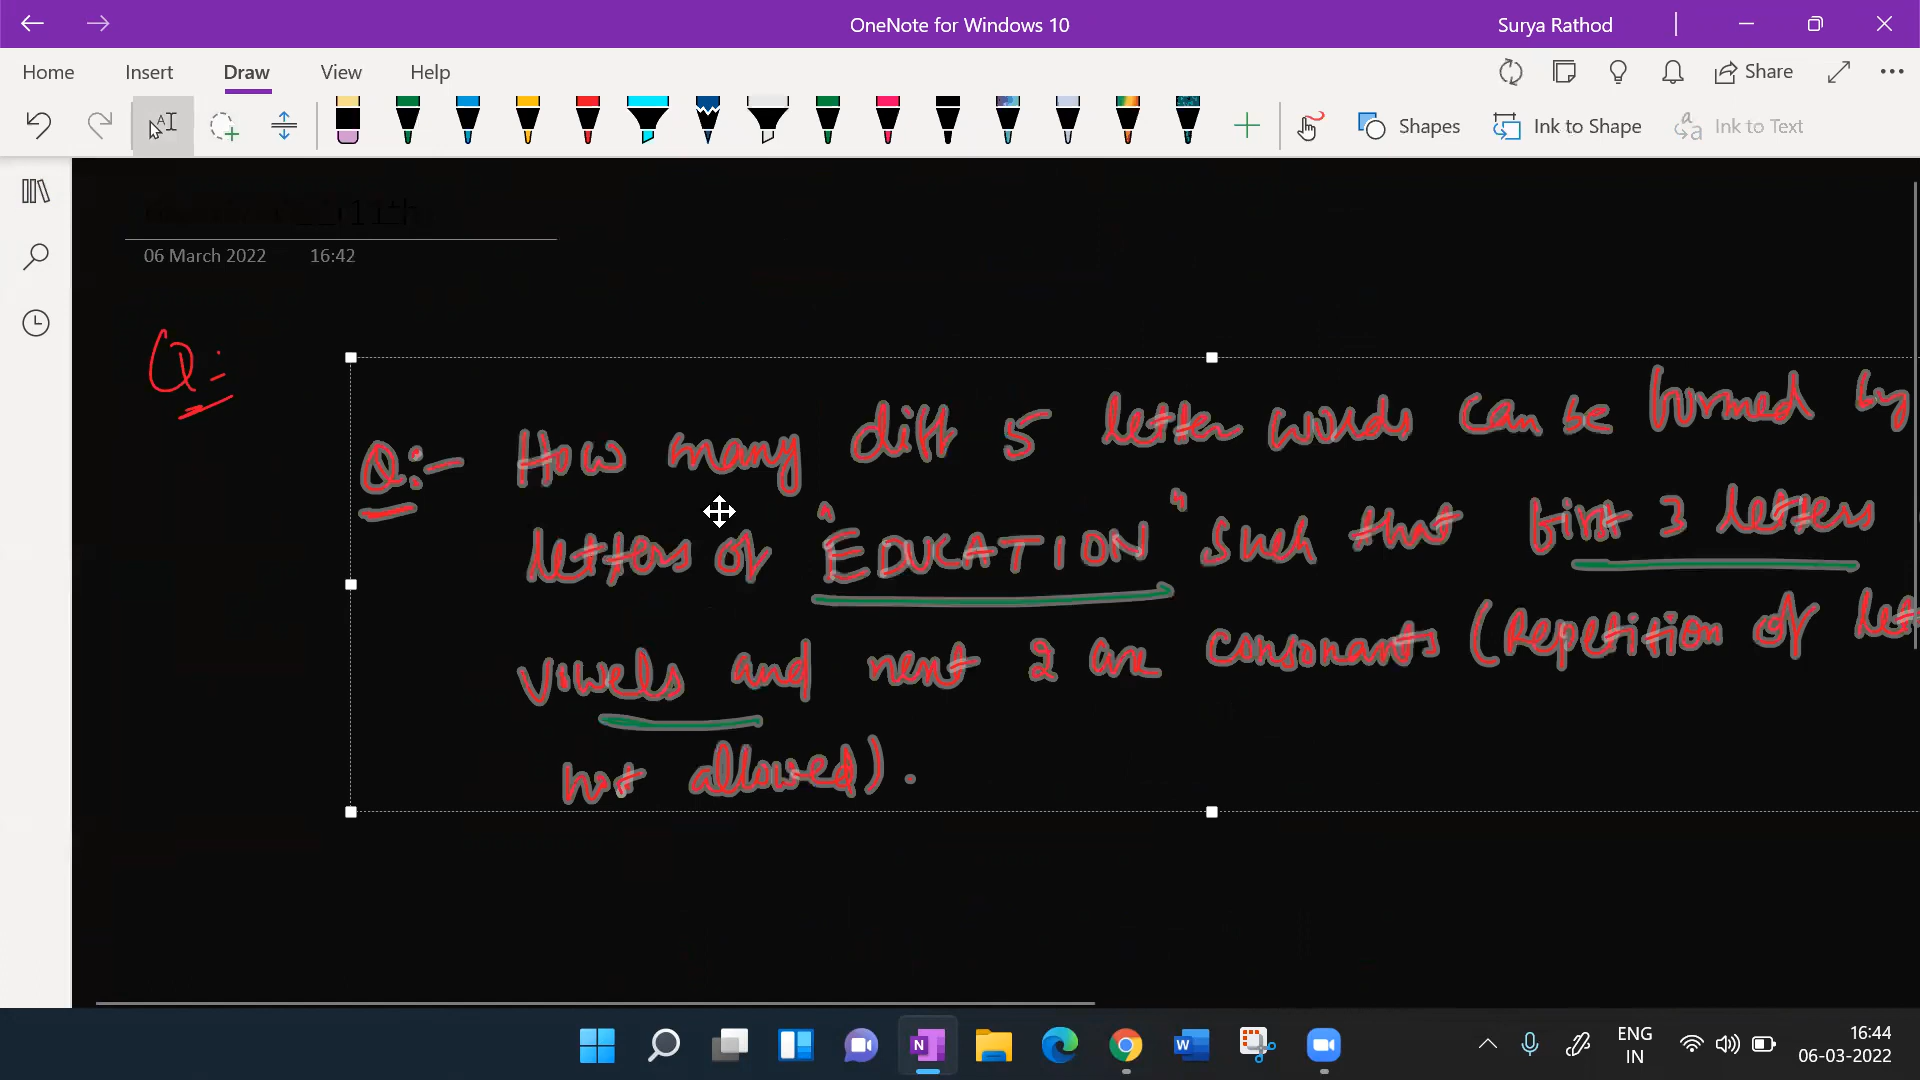 OneNote for Windows 10
Surya Rathod
Home Insert Draw View Help
Share
Shapes Ink to Shape Ink to Text
11th
06 March 2022 16:42
Q:
Q:- How many diff 5 letter words can be formed by
letters of "EDUCATION" such that first 3 letters
vowels and next 2 are consonants (Repetition of let
not allowed).
ENG
IN
16:44
06-03-2022